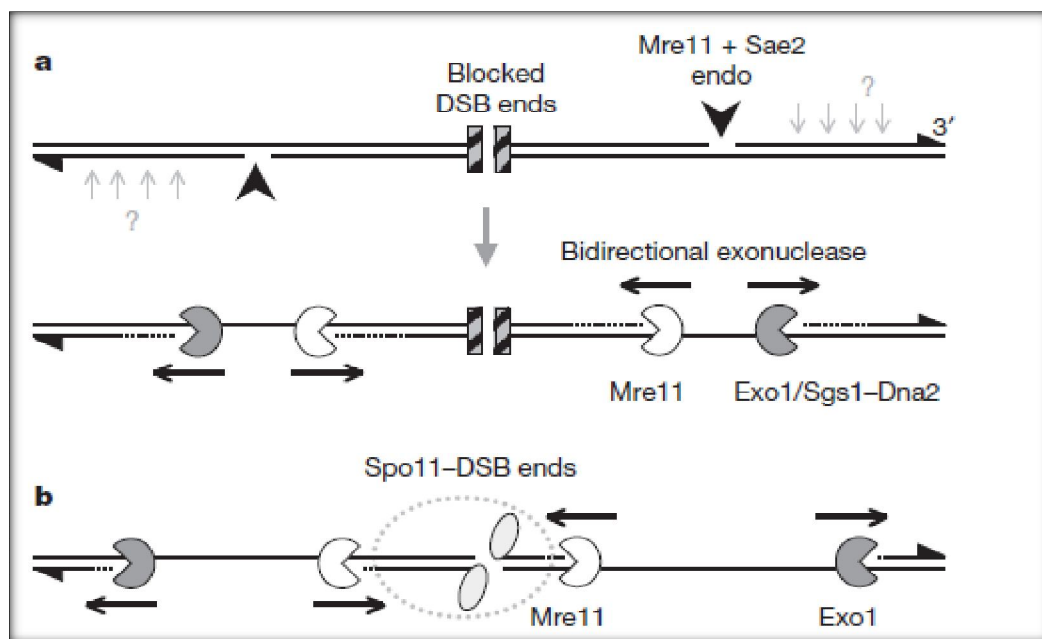 a
Mre11 + Sae2
endo
Blocked
DSB ends
?
3′
?
Bidirectional exonuclease
Mre11
Exo1/Sgs1–Dna2
b
Spo11–DSB ends
Mre11
Exo1